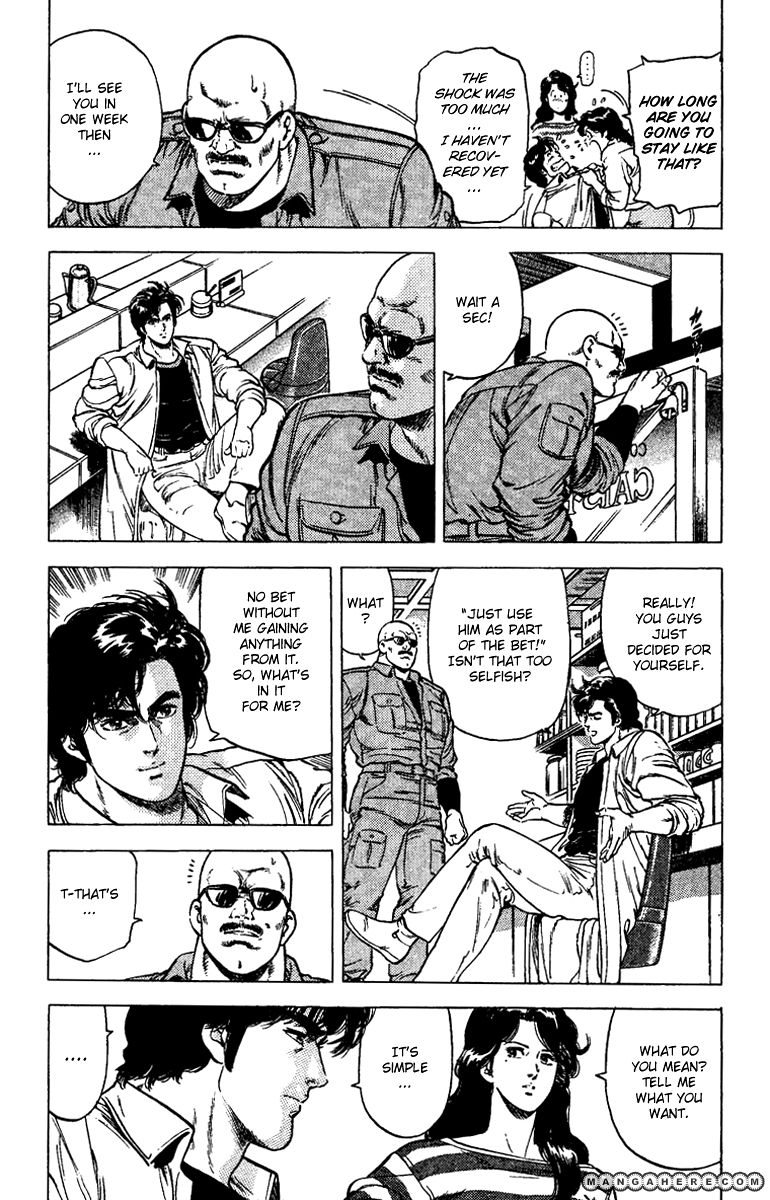 HOW LONG
ARE YOU
GOING TO
STAY LIKE
THAT?
...
THE
SHOCK WAS
TOO MUCH
...
I HAVEN'T
RECOV-
ERED YET
...
I'LL SEE
YOU IN
ONE WEEK
THEN
...
WAIT A
SEC!
REALLY!
YOU GUYS
JUST
DECIDED FOR
YOURSELF.
"JUST USE
HIM AS PART
OF THE BET!"
ISN'T THAT TOO
SELFISH?
WHAT
?
NO BET
WITHOUT
ME GAINING
ANYTHING
FROM IT.
SO, WHAT'S
IN IT
FOR ME?
T-THAT'S
...
WHAT DO
YOU MEAN?
TELL ME
WHAT YOU
WANT.
IT'S
SIMPLE
...
....
MANGAHERE.COM